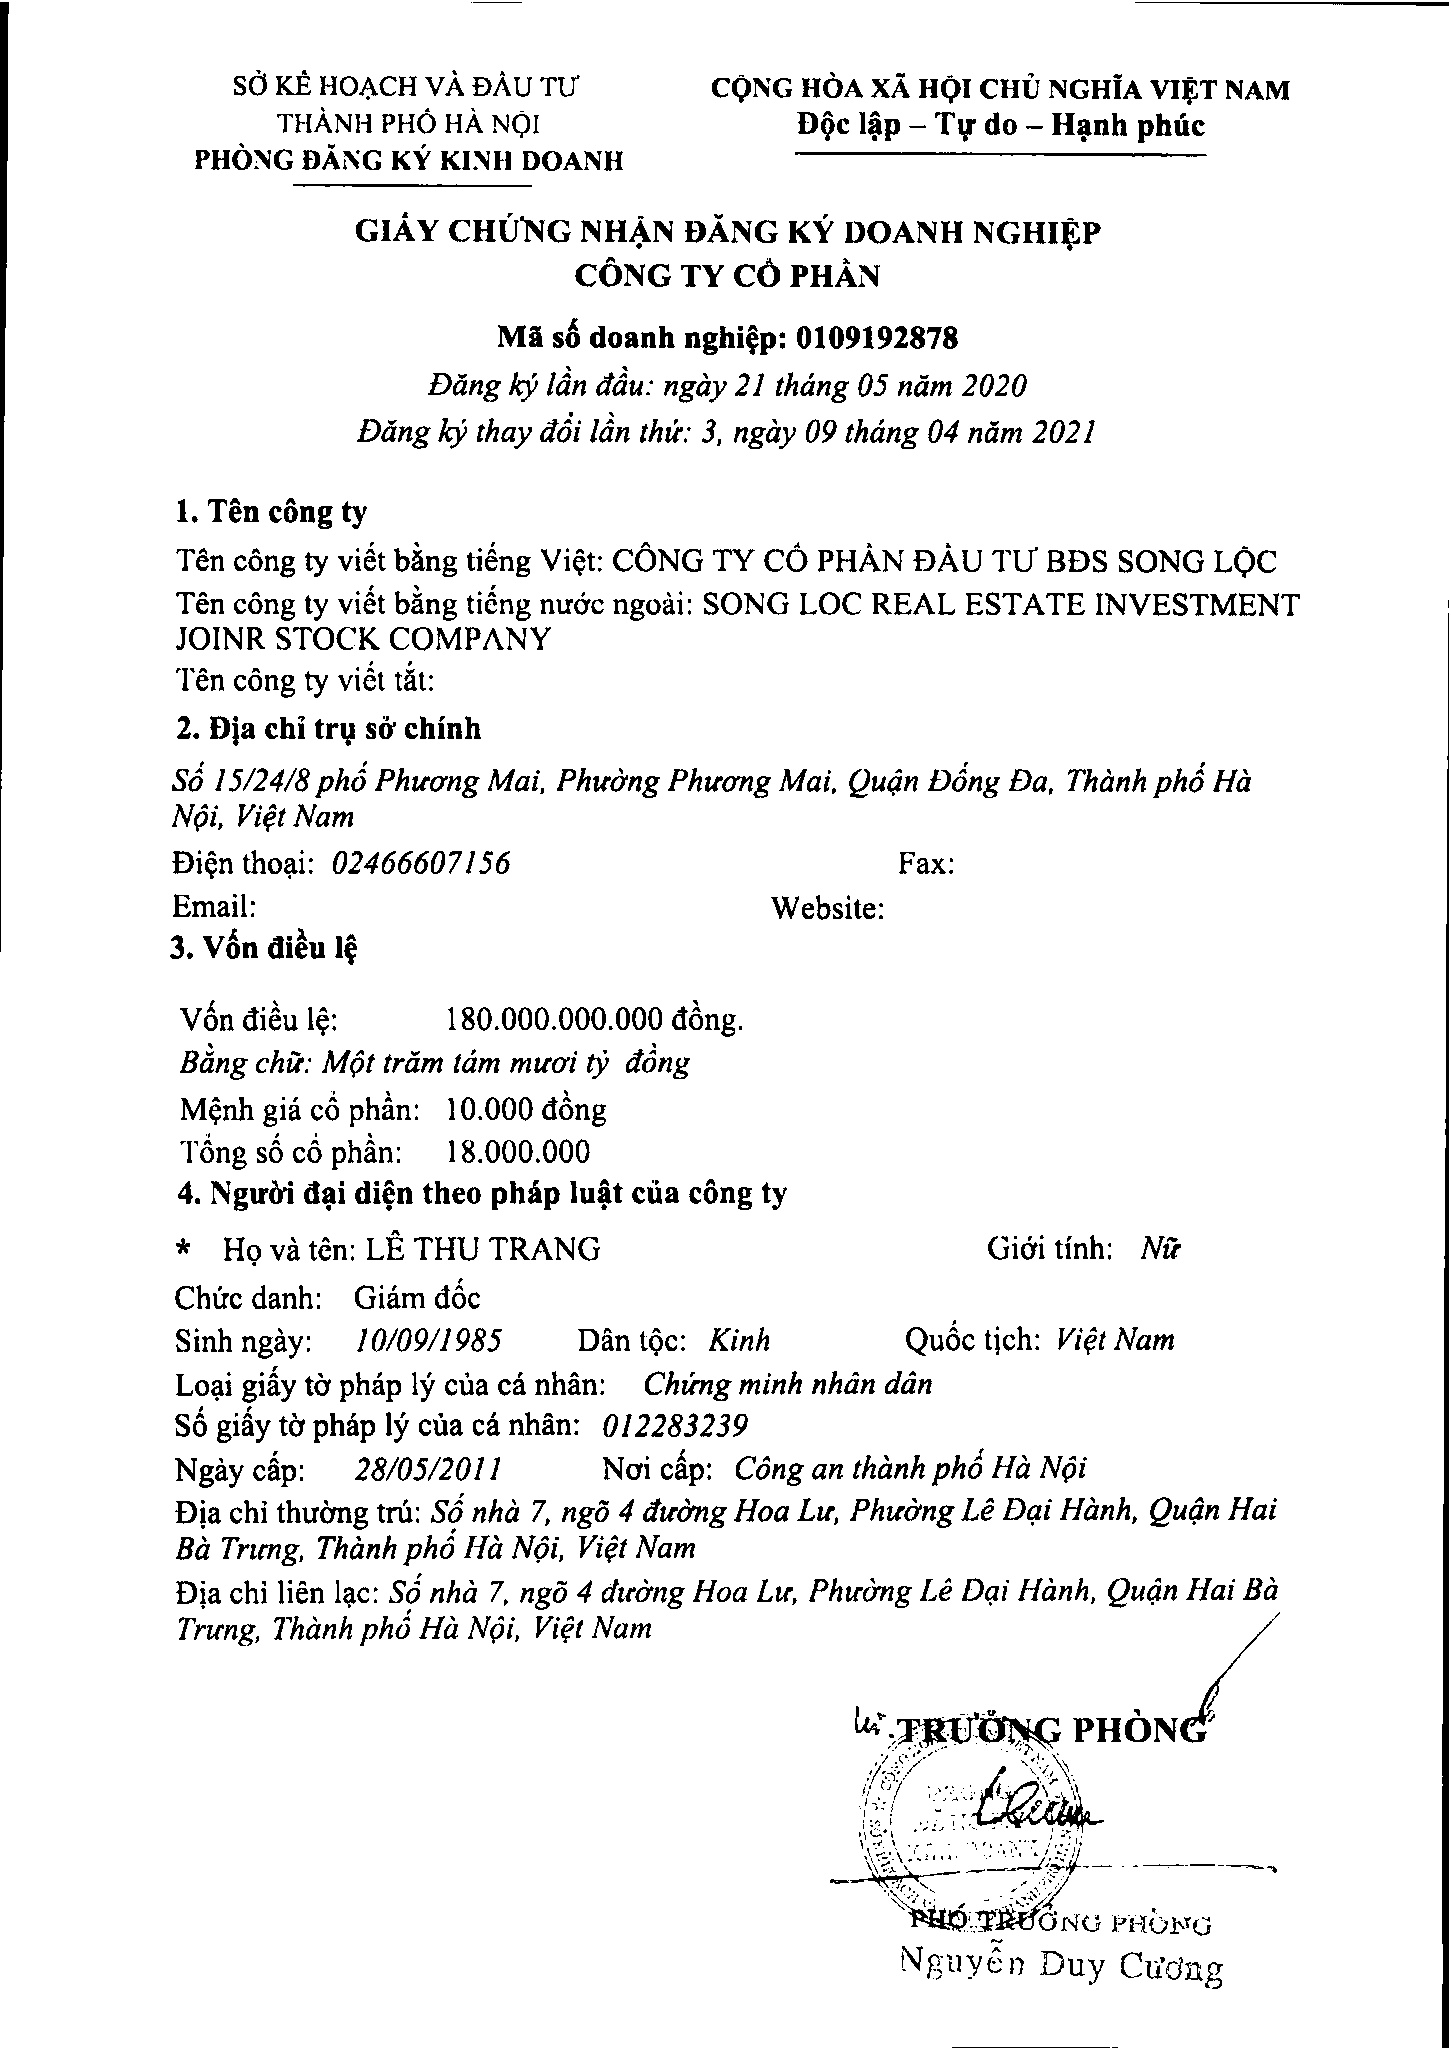 SỞ KẾ HOẠCH VÀ ĐẦU TƯ
THÀNH PHỐ HÀ NỘI
PHÒNG ĐĂNG KÝ KINH DOANH
CỘNG HÒA XÃ HỘI CHỦ NGHĨA VIỆT NAM
Độc lập – Tự do – Hạnh phúc
GIẤY CHỨNG NHẬN ĐĂNG KÝ DOANH NGHIỆP
CÔNG TY CỔ PHẦN
Mã số doanh nghiệp: 0109192878
Đăng ký lần đầu: ngày 21 tháng 05 năm 2020
Đăng ký thay đổi lần thứ: 3, ngày 09 tháng 04 năm 2021
1. Tên công ty
Tên công ty viết bằng tiếng Việt: CÔNG TY CỔ PHẦN ĐẦU TƯ BĐS SONG LỘC
Tên công ty viết bằng tiếng nước ngoài: SONG LOC REAL ESTATE INVESTMENT
JOINR STOCK COMPANY
Tên công ty viết tắt:
2. Địa chỉ trụ sở chính
Số 15/24/8 phố Phương Mai, Phường Phương Mai, Quận Đống Đa, Thành phố Hà
Nội, Việt Nam
Điện thoại: 02466607156 Fax:
Email: Website:
3. Vốn điều lệ
Vốn điều lệ: 180.000.000.000 đồng.
Bằng chữ: Một trăm tám mươi tỷ đồng
Mệnh giá cổ phần: 10.000 đồng
Tổng số cổ phần: 18.000.000
4. Người đại diện theo pháp luật của công ty
* Họ và tên: LÊ THU TRANG Giới tính: Nữ
Chức danh: Giám đốc
Sinh ngày: 10/09/1985 Dân tộc: Kinh Quốc tịch: Việt Nam
Loại giấy tờ pháp lý của cá nhân: Chứng minh nhân dân
Số giấy tờ pháp lý của cá nhân: 012283239
Ngày cấp: 28/05/2011 Nơi cấp: Công an thành phố Hà Nội
Địa chỉ thường trú: Số nhà 7, ngõ 4 đường Hoa Lư, Phường Lê Đại Hành, Quận Hai
Bà Trưng, Thành phố Hà Nội, Việt Nam
Địa chỉ liên lạc: Số nhà 7, ngõ 4 đường Hoa Lư, Phường Lê Đại Hành, Quận Hai Bà
Trưng, Thành phố Hà Nội, Việt Nam
TRƯỞNG PHÒNG
PHÓ TRƯỞNG PHÒNG
Nguyễn Duy Cương